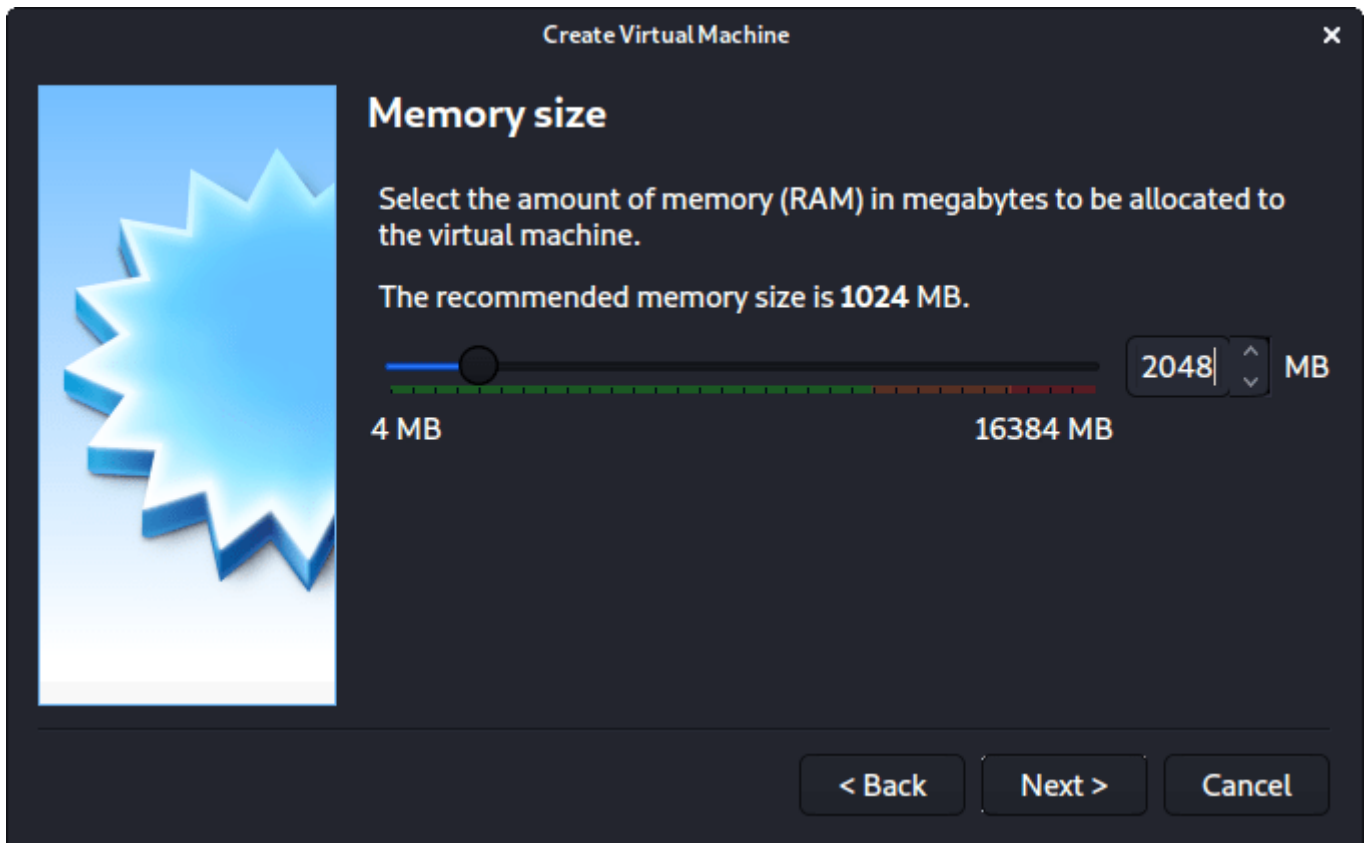 Create Virtual Machine
Memory size
Select the amount of memory (RAM) in megabytes to be allocated to
the virtual machine.
The recommended memory size is 1024 MB.
2048 MB
4 MB 16384 MB
< Back Next > Cancel